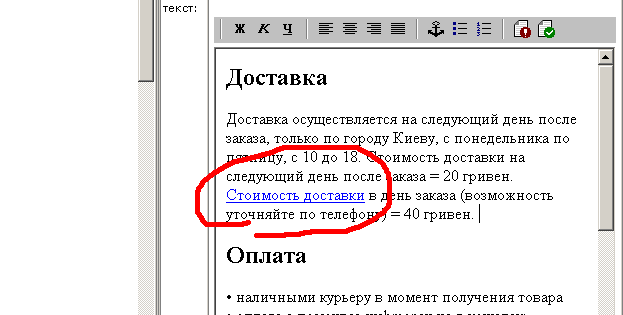 текст:
Ж К Ч
Доставка
Доставка осуществляется на следующий день после
заказа, только по городу Киеву, с понедельника по
пятницу, с 10 до 18. Стоимость доставки на
следующий день после заказа = 20 гривен.
Стоимость доставки в день заказа (возможность
уточняйте по телефону) = 40 гривен.
Оплата
• наличными курьеру в момент получения товара